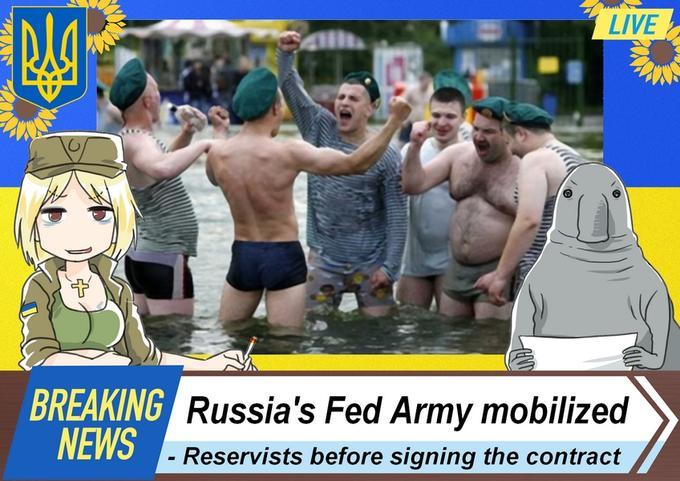 LIVE
BREAKING
NEWS
Russia's Fed Army mobilized
- Reservists before signing the contract